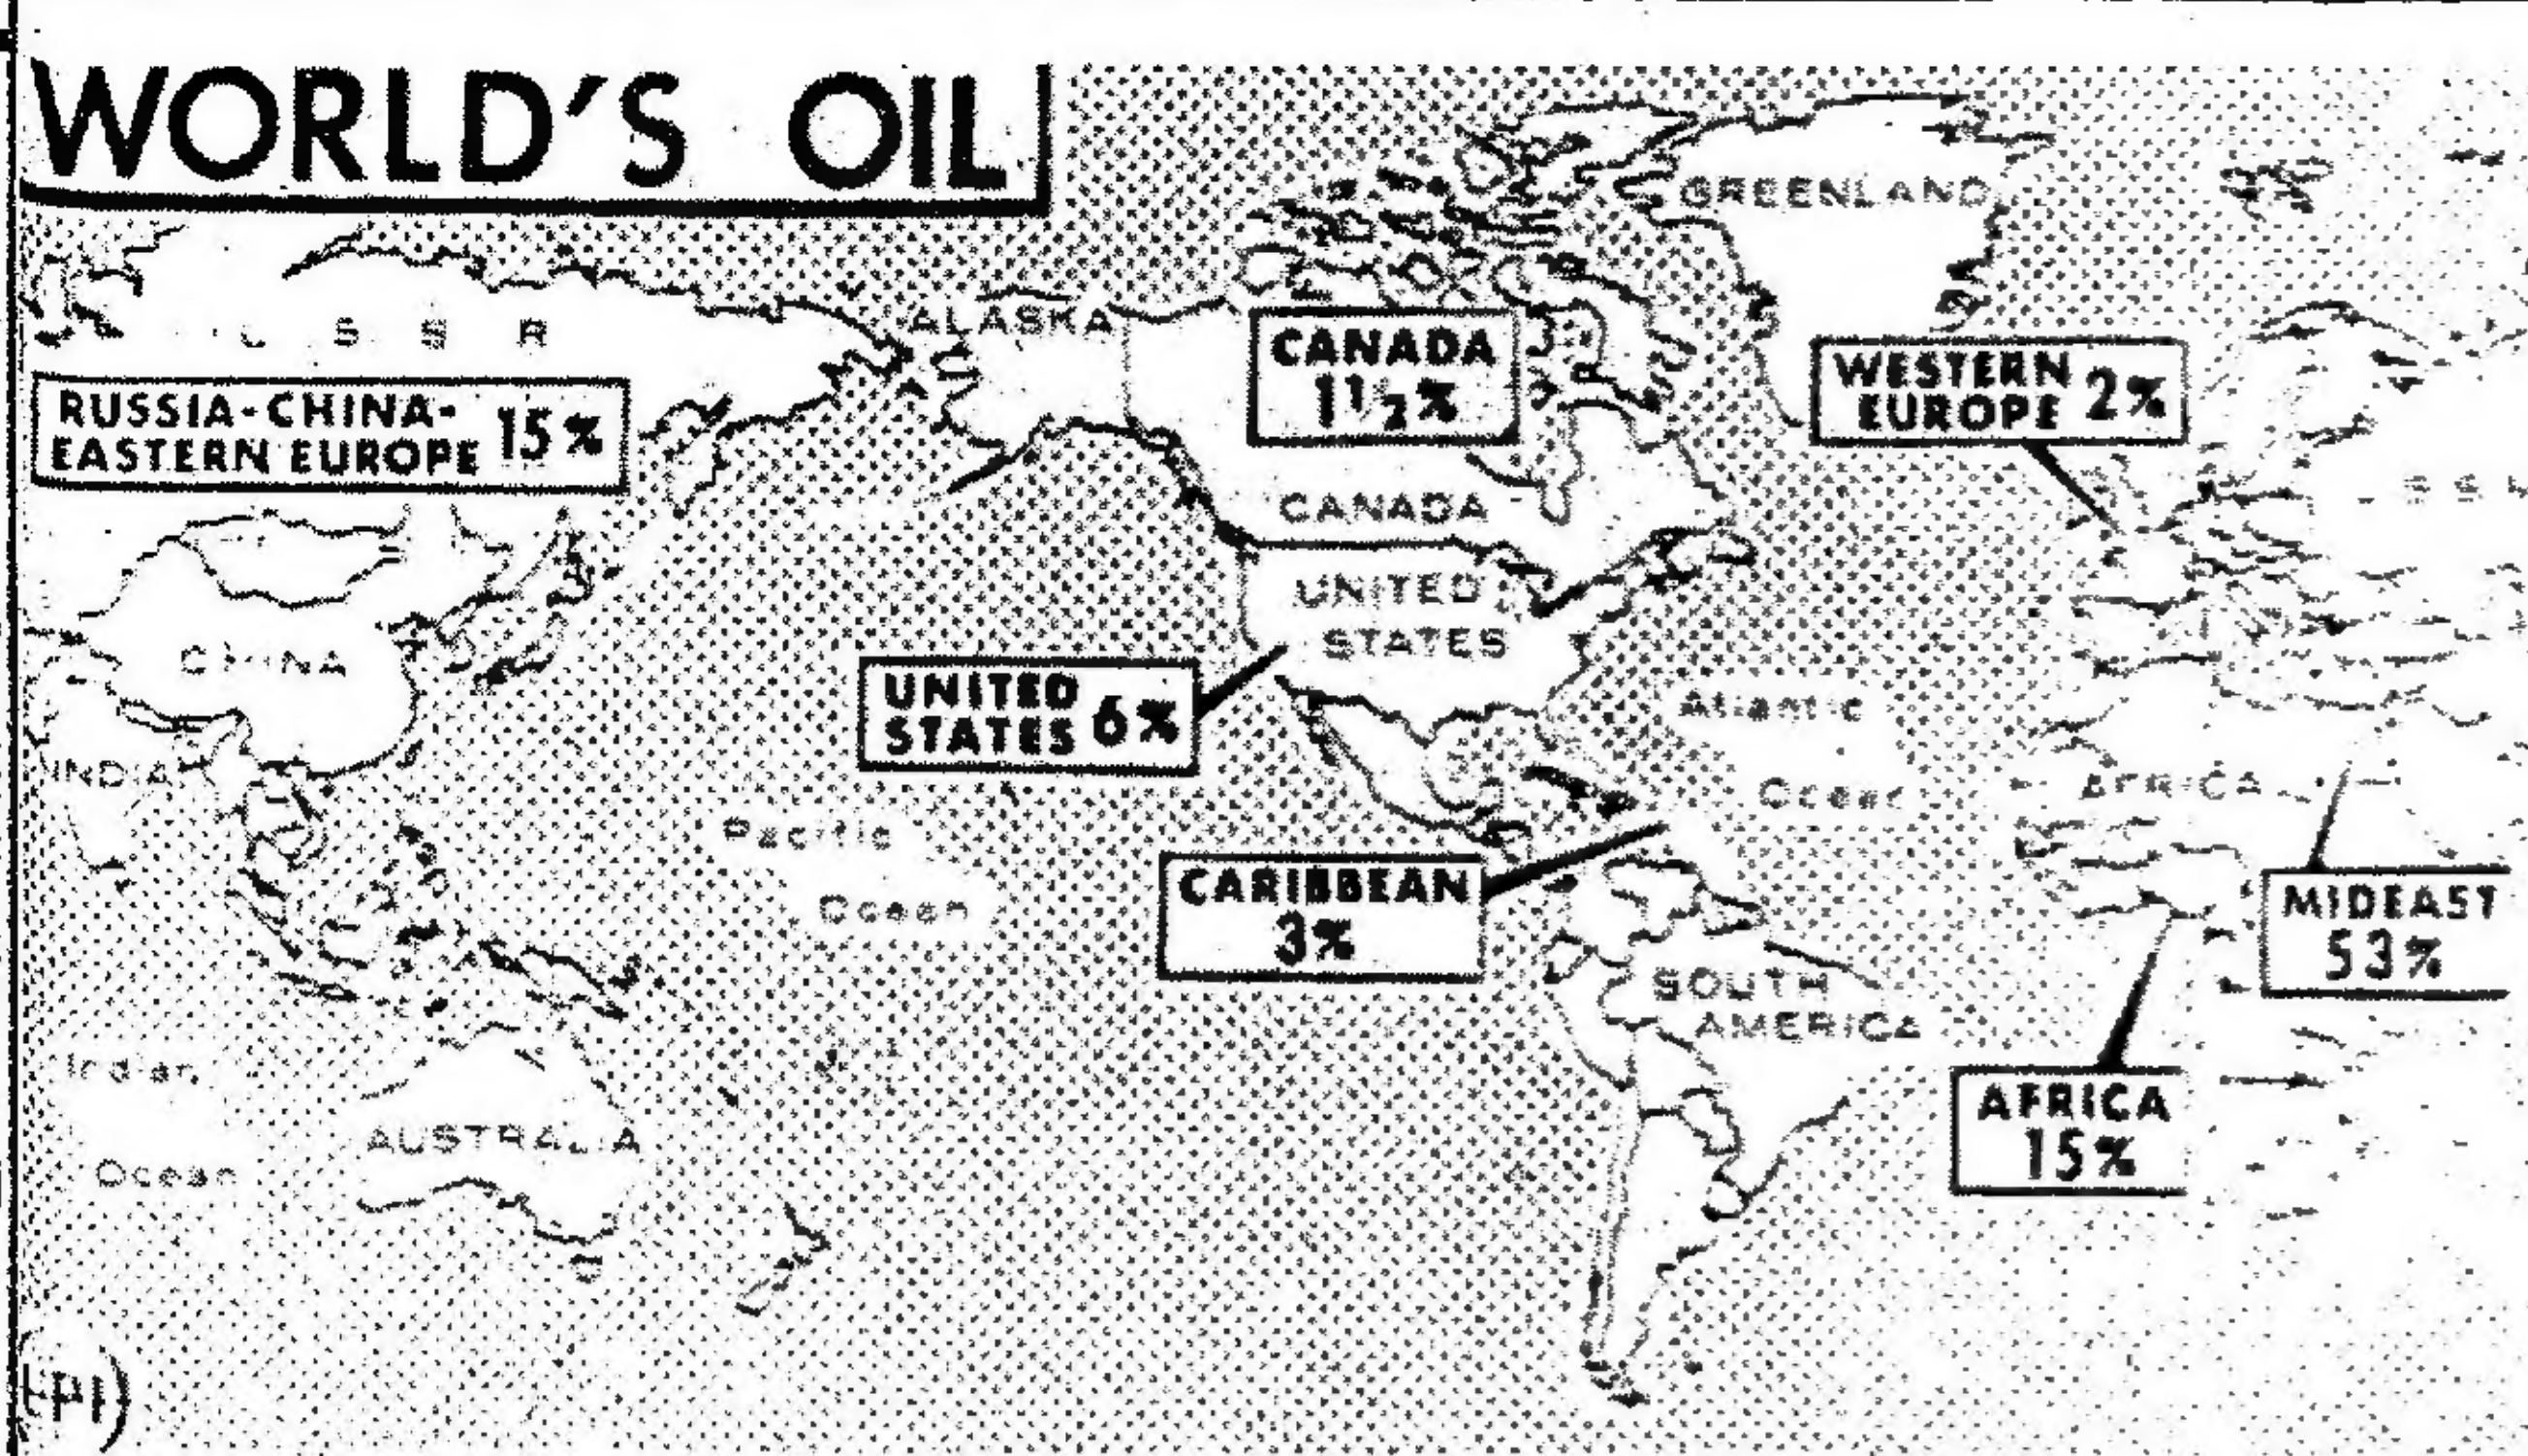 WORLD'S OIL
GREENLAND
U S S R
ALASKA
CANADA
1½%
WESTERN
EUROPE 2%
RUSSIA-CHINA-
EASTERN EUROPE 15%
CANADA
UNITED
STATES
CHINA
UNITED
STATES 6%
Atlantic
Ocean
INDIA
AFRICA
Pacific
Ocean
CARIBBEAN
3%
MIDEAST
53%
SOUTH
AMERICA
Indian
Ocean
AUSTRALIA
AFRICA
15%